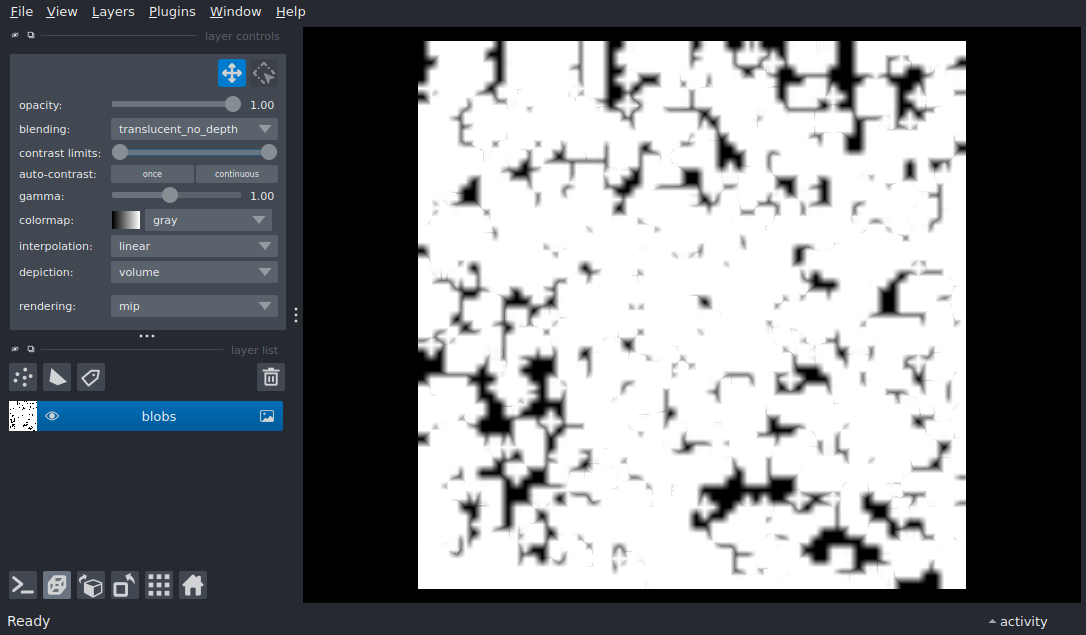 File View Layers Plugins Window Help
layer controls
opacity: 1.00
blending: translucent_no_depth
contrast limits:
auto-contrast: once continuous
gamma: 1.00
colormap: gray
interpolation: linear
depiction: volume
rendering: mip
layer list
blobs
Ready activity